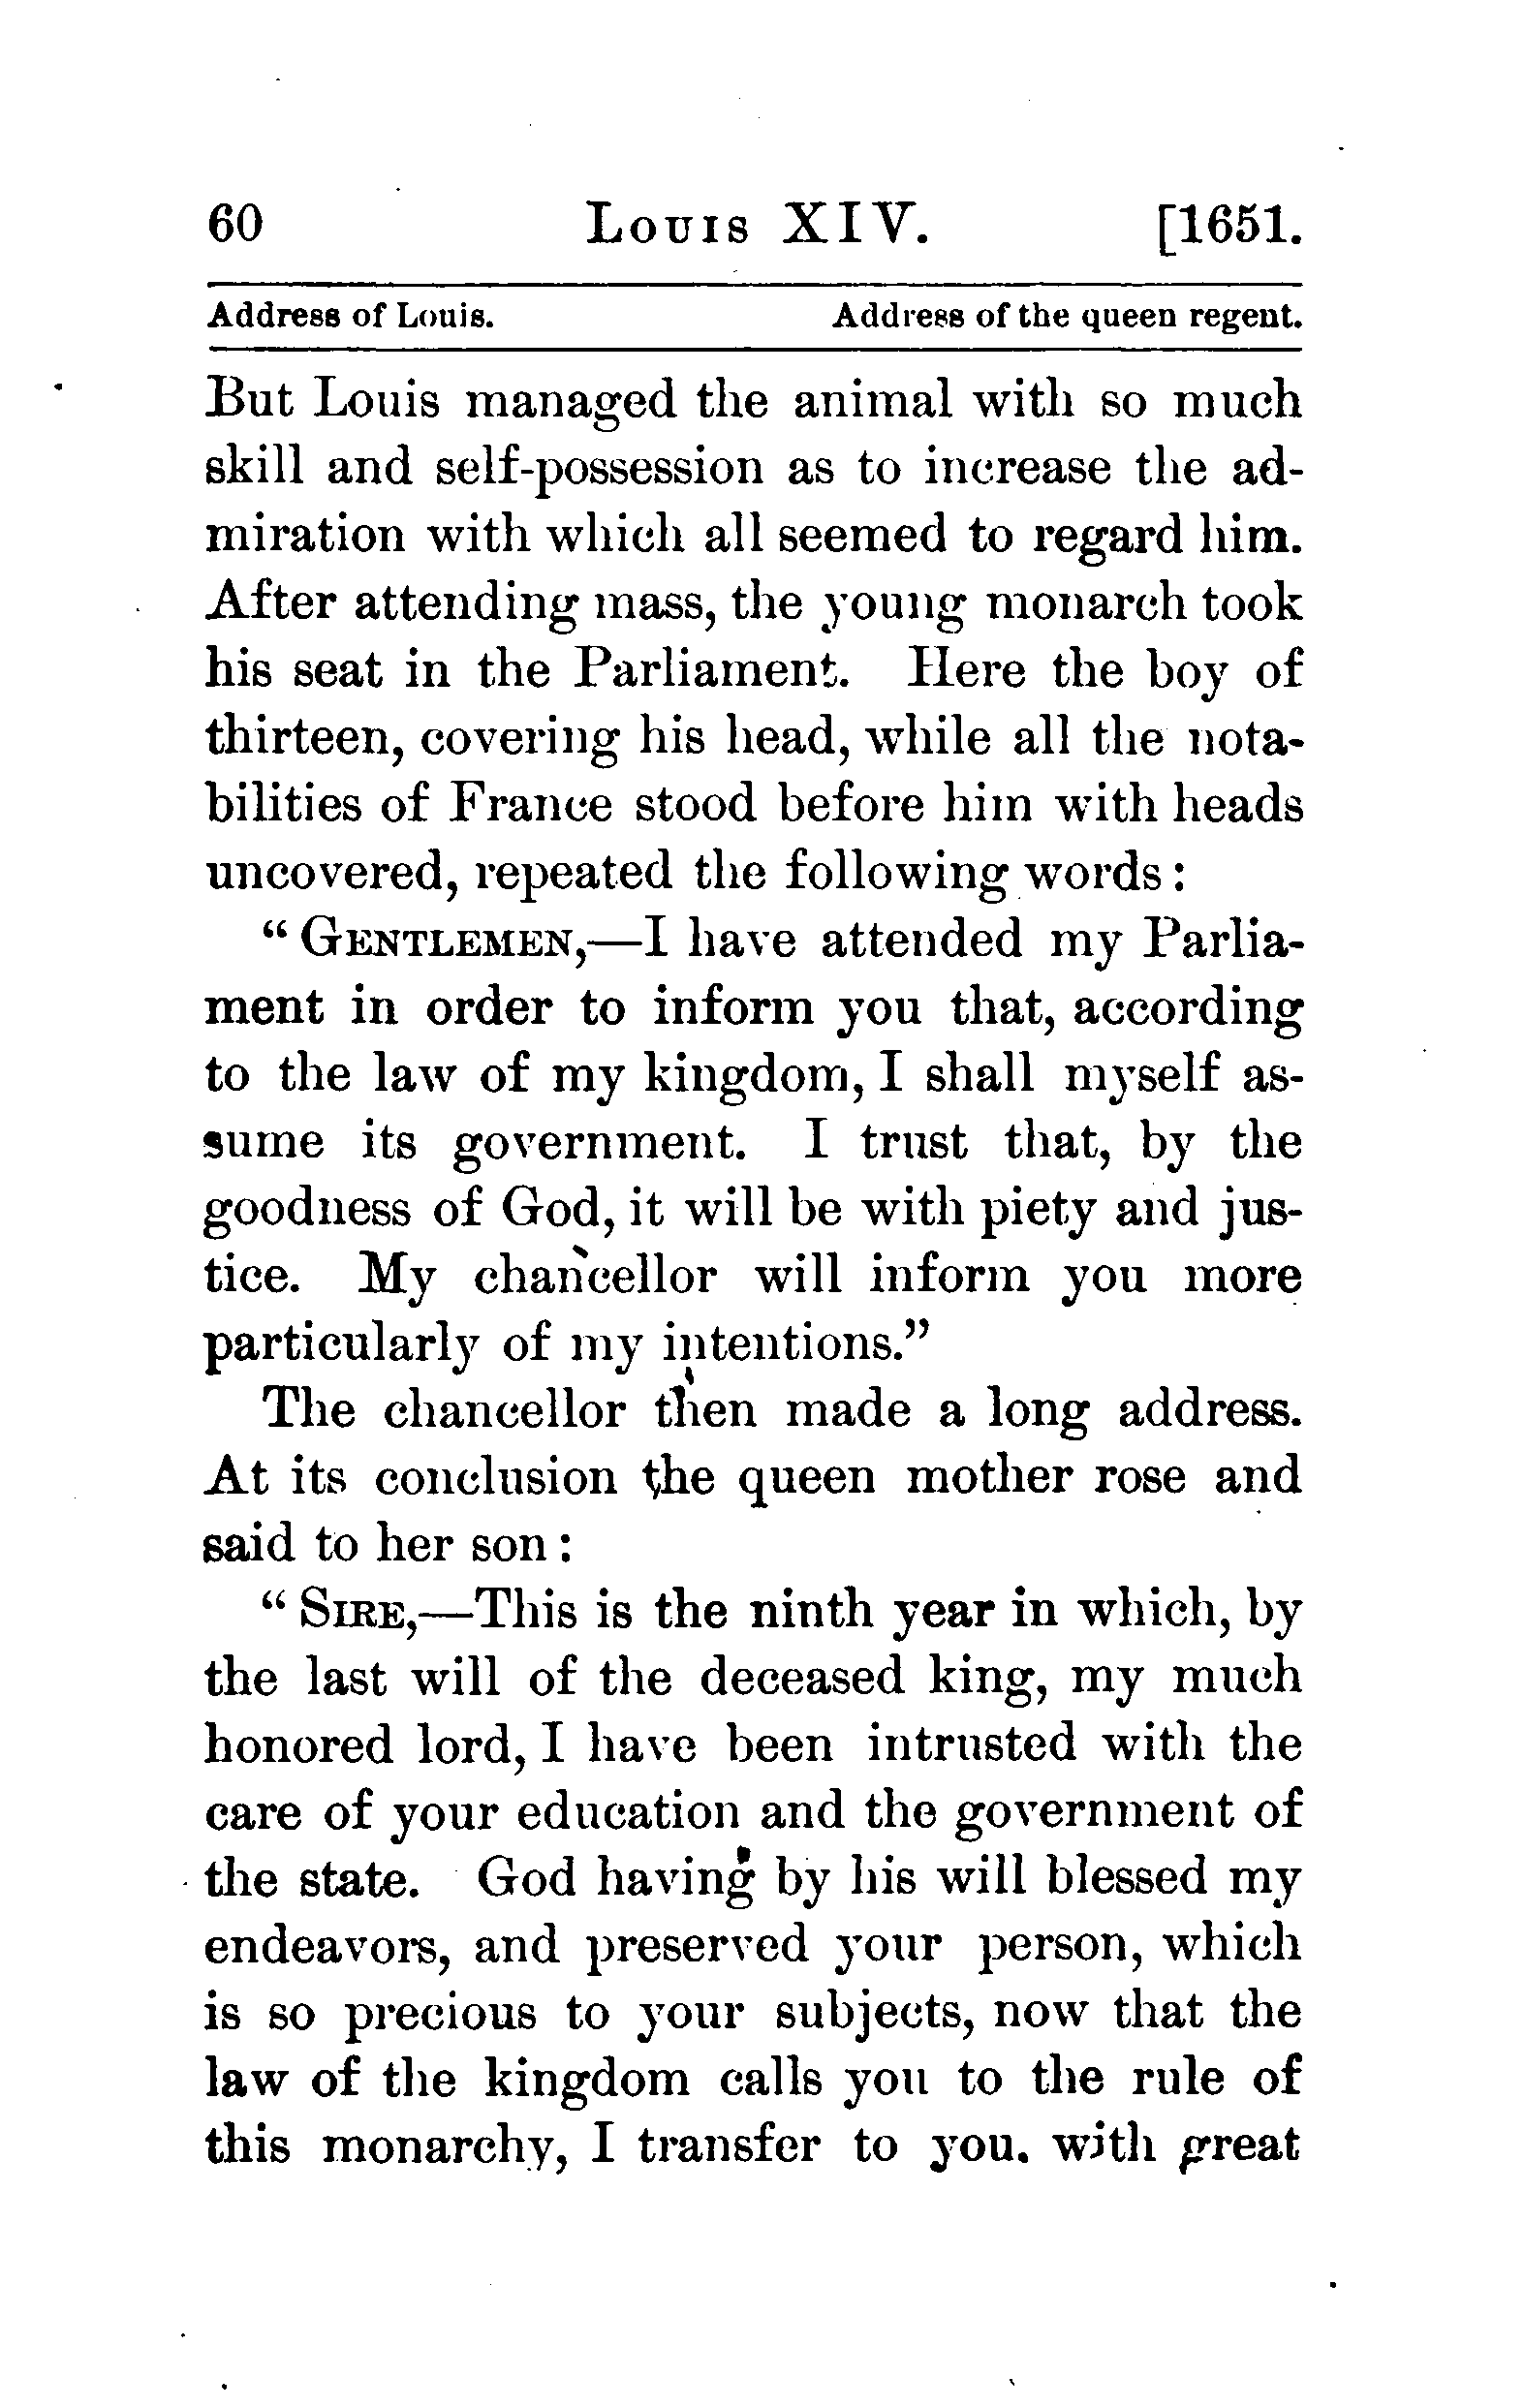 60 Louis XIV. [1651.
Address of Louis. Address of the queen regent.
But Louis managed the animal with so much
skill and self-possession as to increase the ad-
miration with which all seemed to regard him.
After attending mass, the young monarch took
his seat in the Parliament. Here the boy of
thirteen, covering his head, while all the nota-
bilities of France stood before him with heads
uncovered, repeated the following words:
"GENTLEMEN,—I have attended my Parlia-
ment in order to inform you that, according
to the law of my kingdom, I shall myself as-
sume its government. I trust that, by the
goodness of God, it will be with piety and jus-
tice. My chancellor will inform you more
particularly of my intentions."
The chancellor then made a long address.
At its conclusion the queen mother rose and
said to her son:
"SIRE,—This is the ninth year in which, by
the last will of the deceased king, my much
honored lord, I have been intrusted with the
care of your education and the government of
the state. God having by his will blessed my
endeavors, and preserved your person, which
is so precious to your subjects, now that the
law of the kingdom calls you to the rule of
this monarchy, I transfer to you, with great